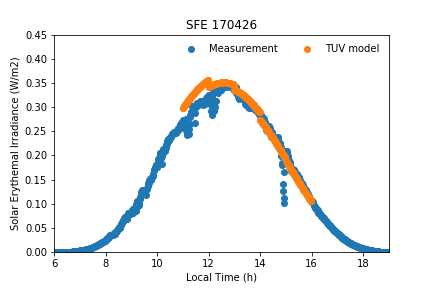 SFE 170426
Measurement
TUV model
Solar Erythemal Irradiance (W/m2)
0.45
0.40
0.35
0.30
0.25
0.20
0.15
0.10
0.05
0.00
6 8 10 12 14 16 18
Local Time (h)